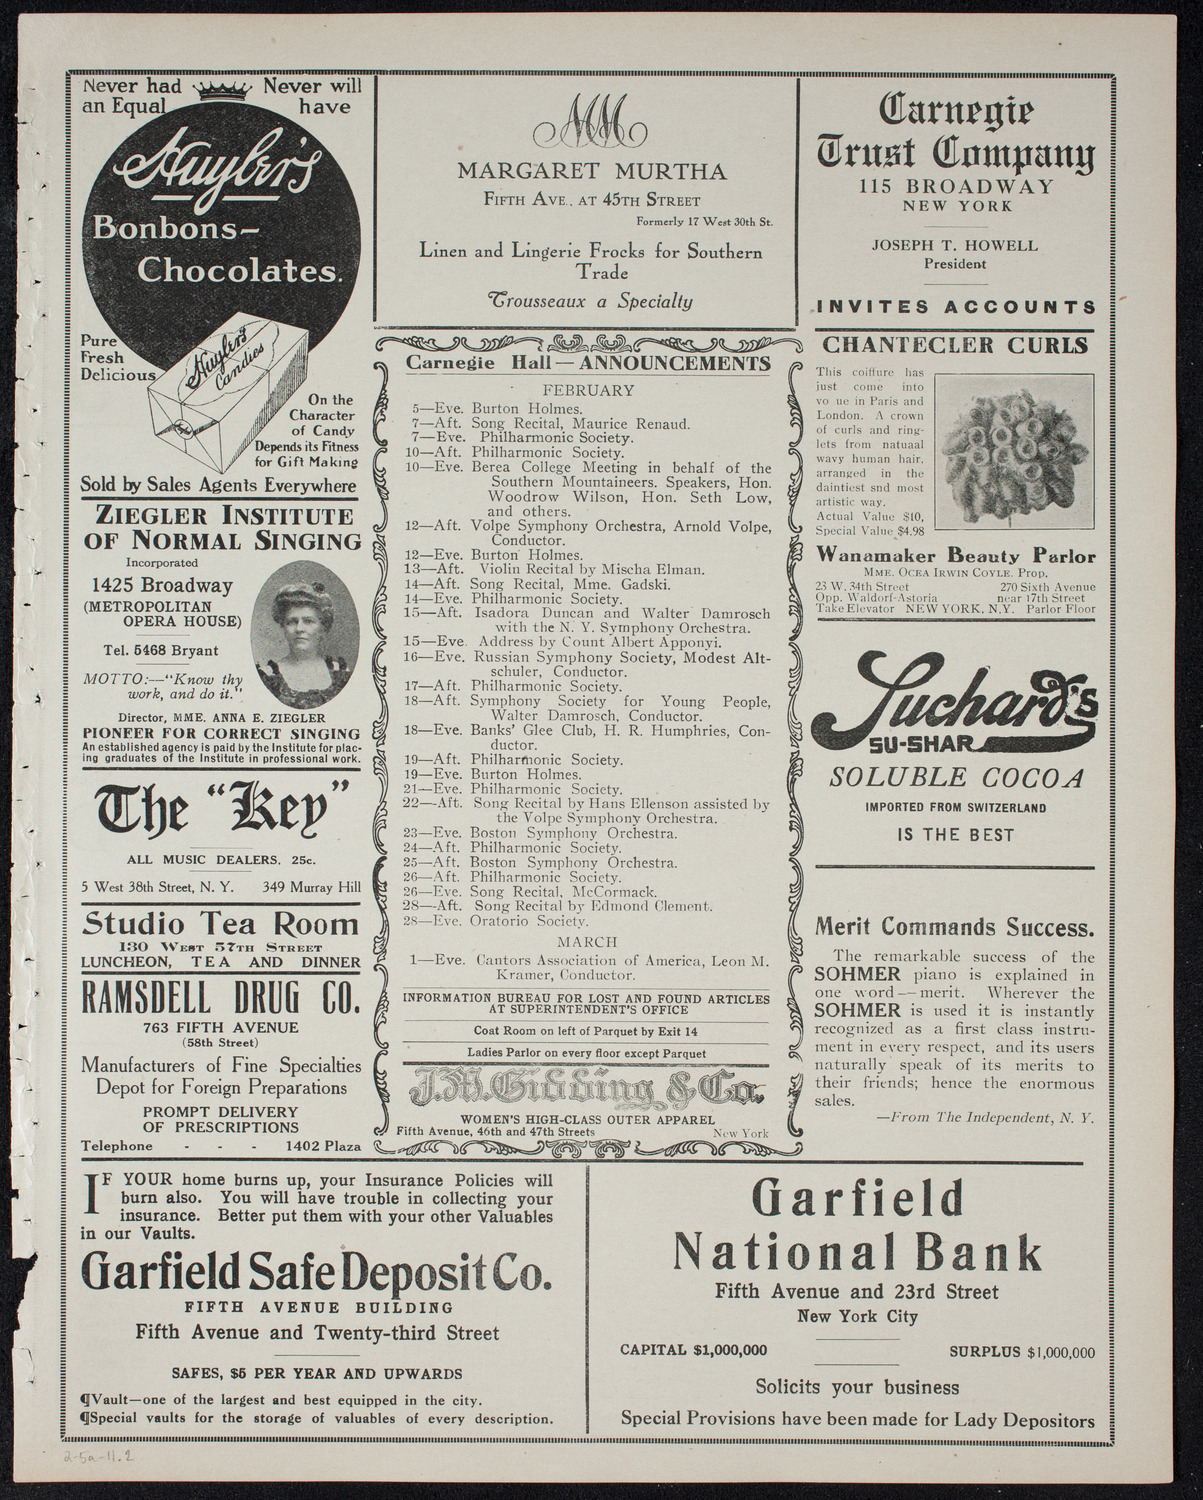 Never had an Equal
Never will have
Huyler's
Bonbons—
Chocolates.
Pure
Fresh
Delicious
Huyler's
Candies
On the
Character
of Candy
Depends its Fitness
for Gift Making
Sold by Sales Agents Everywhere
ZIEGLER INSTITUTE
OF NORMAL SINGING
Incorporated
1425 Broadway
(METROPOLITAN
OPERA HOUSE)
Tel. 5468 Bryant
MOTTO:—"Know thy
work, and do it."
Director, MME. ANNA E. ZIEGLER
PIONEER FOR CORRECT SINGING
An established agency is paid by the Institute for plac-
ing graduates of the Institute in professional work.
The "Key"
ALL MUSIC DEALERS. 25c.
5 West 38th Street, N. Y. 349 Murray Hill
Studio Tea Room
130 WEST 57TH STREET
LUNCHEON, TEA AND DINNER
RAMSDELL DRUG CO.
763 FIFTH AVENUE
(58th Street)
Manufacturers of Fine Specialties
Depot for Foreign Preparations
PROMPT DELIVERY
OF PRESCRIPTIONS
Telephone - - - 1402 Plaza
MM
MARGARET MURTHA
FIFTH AVE., AT 45TH STREET
Formerly 17 West 30th St.
Linen and Lingerie Frocks for Southern
Trade
Trousseaux a Specialty
Carnegie Hall—ANNOUNCEMENTS
FEBRUARY
5—Eve. Burton Holmes.
7—Aft. Song Recital, Maurice Renaud.
7—Eve. Philharmonic Society.
10—Aft. Philharmonic Society.
10—Eve. Berea College Meeting in behalf of the
Southern Mountaineers. Speakers, Hon.
Woodrow Wilson, Hon. Seth Low,
and others.
12—Aft. Volpe Symphony Orchestra, Arnold Volpe,
Conductor.
12—Eve. Burton Holmes.
13—Aft. Violin Recital by Mischa Elman.
14—Aft. Song Recital, Mme. Gadski.
14—Eve. Philharmonic Society.
15—Aft. Isadora Duncan and Walter Damrosch
with the N. Y. Symphony Orchestra.
15—Eve. Address by Count Albert Apponyi.
16—Eve. Russian Symphony Society, Modest Alt-
schuler, Conductor.
17—Aft. Philharmonic Society.
18—Aft. Symphony Society for Young People,
Walter Damrosch, Conductor.
18—Eve. Banks' Glee Club, H. R. Humphries, Con-
ductor.
19—Aft. Philharmonic Society.
19—Eve. Burton Holmes.
21—Eve. Philharmonic Society.
22—Aft. Song Recital by Hans Ellenson assisted by
the Volpe Symphony Orchestra.
23—Eve. Boston Symphony Orchestra.
24—Aft. Philharmonic Society.
25—Aft. Boston Symphony Orchestra.
26—Aft. Philharmonic Society.
26—Eve. Song Recital, McCormack.
28—Aft. Song Recital by Edmond Clement.
28—Eve. Oratorio Society.
MARCH
1—Eve. Cantors Association of America, Leon M.
Kramer, Conductor.
INFORMATION BUREAU FOR LOST AND FOUND ARTICLES
AT SUPERINTENDENT'S OFFICE
Coat Room on left of Parquet by Exit 14
Ladies Parlor on every floor except Parquet
J.M. Gidding & Co.
WOMEN'S HIGH-CLASS OUTER APPAREL
Fifth Avenue, 46th and 47th Streets New York
Carnegie
Trust Company
115 BROADWAY
NEW YORK
JOSEPH T. HOWELL
President
INVITES ACCOUNTS
CHANTECLER CURLS
This coiffure has
just come into
vo ue in Paris and
London. A crown
of curls and ring-
lets from natuaal
wavy human hair,
arranged in the
daintiest snd most
artistic way.
Actual Value $10,
Special Value $4.98
Wanamaker Beauty Parlor
MME. OCEA IRWIN COYLE. Prop.
23 W. 34th Street 270 Sixth Avenue
Opp. Waldorf-Astoria near 17th Street
Take Elevator NEW YORK, N.Y. Parlor Floor
Suchard's
SU-SHAR
SOLUBLE COCOA
IMPORTED FROM SWITZERLAND
IS THE BEST
Merit Commands Success.
The remarkable success of the
SOHMER piano is explained in
one word—merit. Wherever the
SOHMER is used it is instantly
recognized as a first class instru-
ment in every respect, and its users
naturally speak of its merits to
their friends; hence the enormous
sales.
—From The Independent, N. Y.
IF YOUR home burns up, your Insurance Policies will
burn also. You will have trouble in collecting your
insurance. Better put them with your other Valuables
in our Vaults.
Garfield Safe Deposit Co.
FIFTH AVENUE BUILDING
Fifth Avenue and Twenty-third Street
SAFES, $5 PER YEAR AND UPWARDS
¶Vault—one of the largest and best equipped in the city.
¶Special vaults for the storage of valuables of every description.
Garfield
National Bank
Fifth Avenue and 23rd Street
New York City
CAPITAL $1,000,000 SURPLUS $1,000,000
Solicits your business
Special Provisions have been made for Lady Depositors
2-5a-11.2